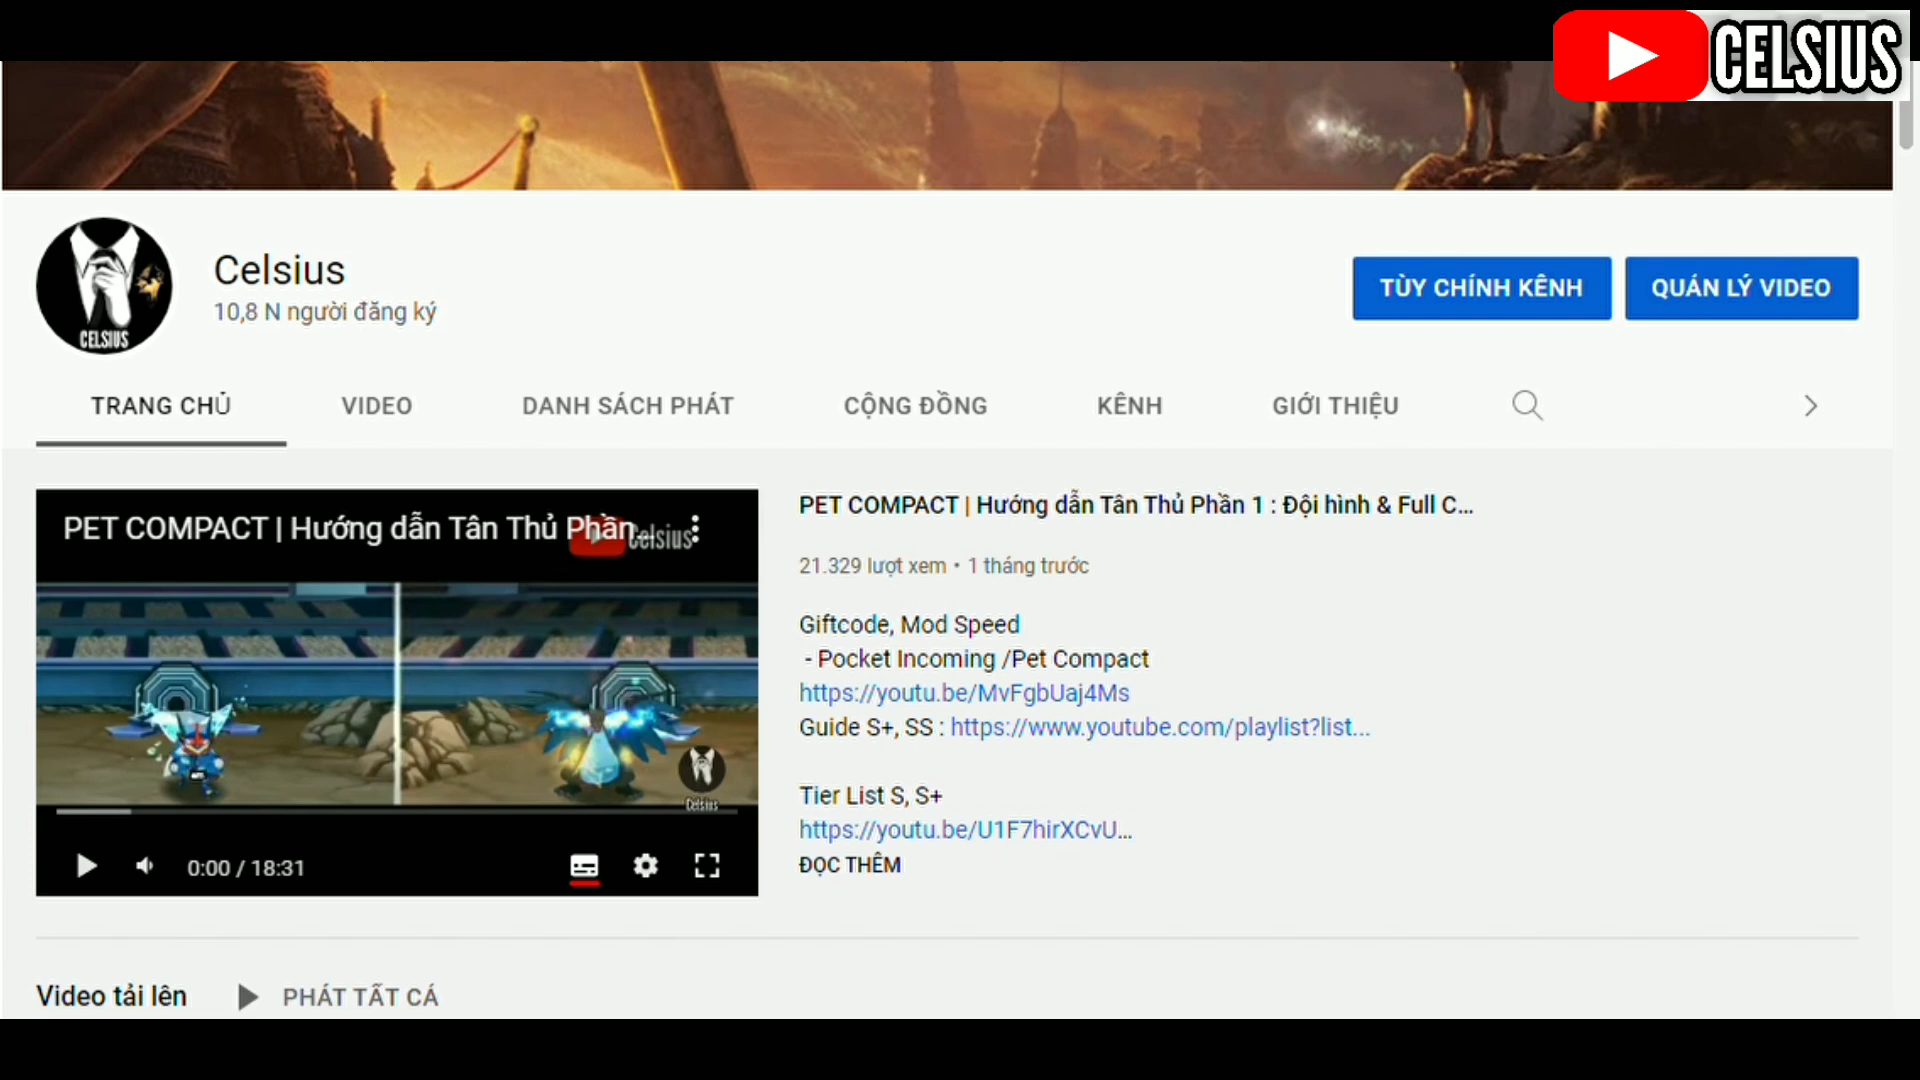 CELSIUS
CELSIUS
Celsius
10,8 N người đăng ký
TÙY CHỈNH KÊNH
QUẢN LÝ VIDEO
TRANG CHỦ
VIDEO
DANH SÁCH PHÁT
CỘNG ĐỒNG
KÊNH
GIỚI THIỆU
PET COMPACT | Hướng dẫn Tân Thủ Phần...
Celsius
Celsius
0:00 / 18:31
PET COMPACT | Hướng dẫn Tân Thủ Phần 1 : Đội hình & Full C...
21.329 lượt xem • 1 tháng trước
Giftcode, Mod Speed
- Pocket Incoming /Pet Compact
https://youtu.be/MvFgbUaj4Ms
Guide S+, SS : https://www.youtube.com/playlist?list...
Tier List S, S+
https://youtu.be/U1F7hirXCvU...
ĐỌC THÊM
Video tải lên
PHÁT TẤT CẢ